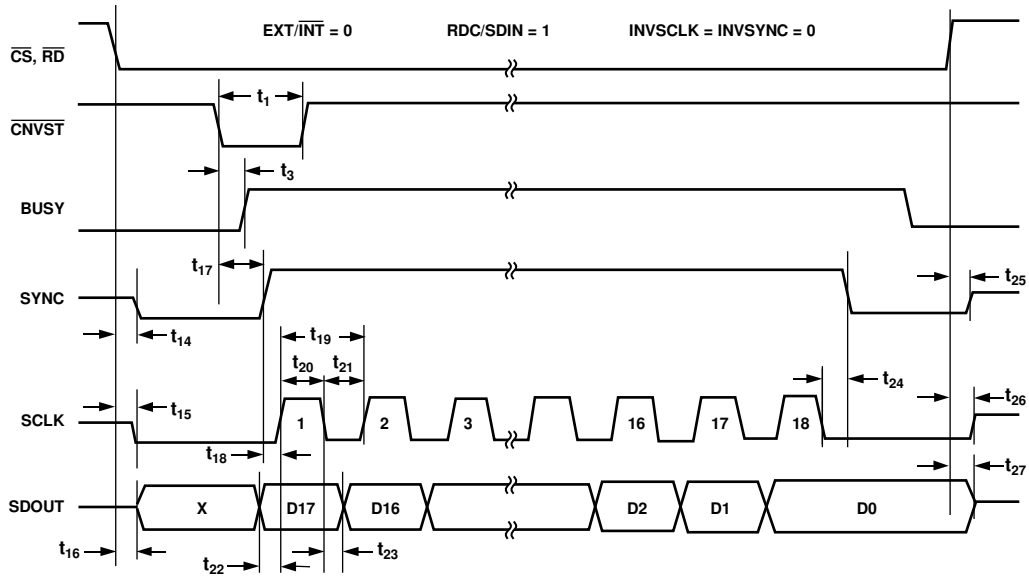 EXT/INT = 0 RDC/SDIN = 1 INVSCLK = INVSYNC = 0
CS, RD
t1
CNVST
t3
BUSY
t17
SYNC
t25
t14
t19
t20 t21
t24
t15
t26
SCLK
1 2 3 16 17 18
t18
t27
SDOUT
X D17 D16 D2 D1 D0
t16
t22
t23